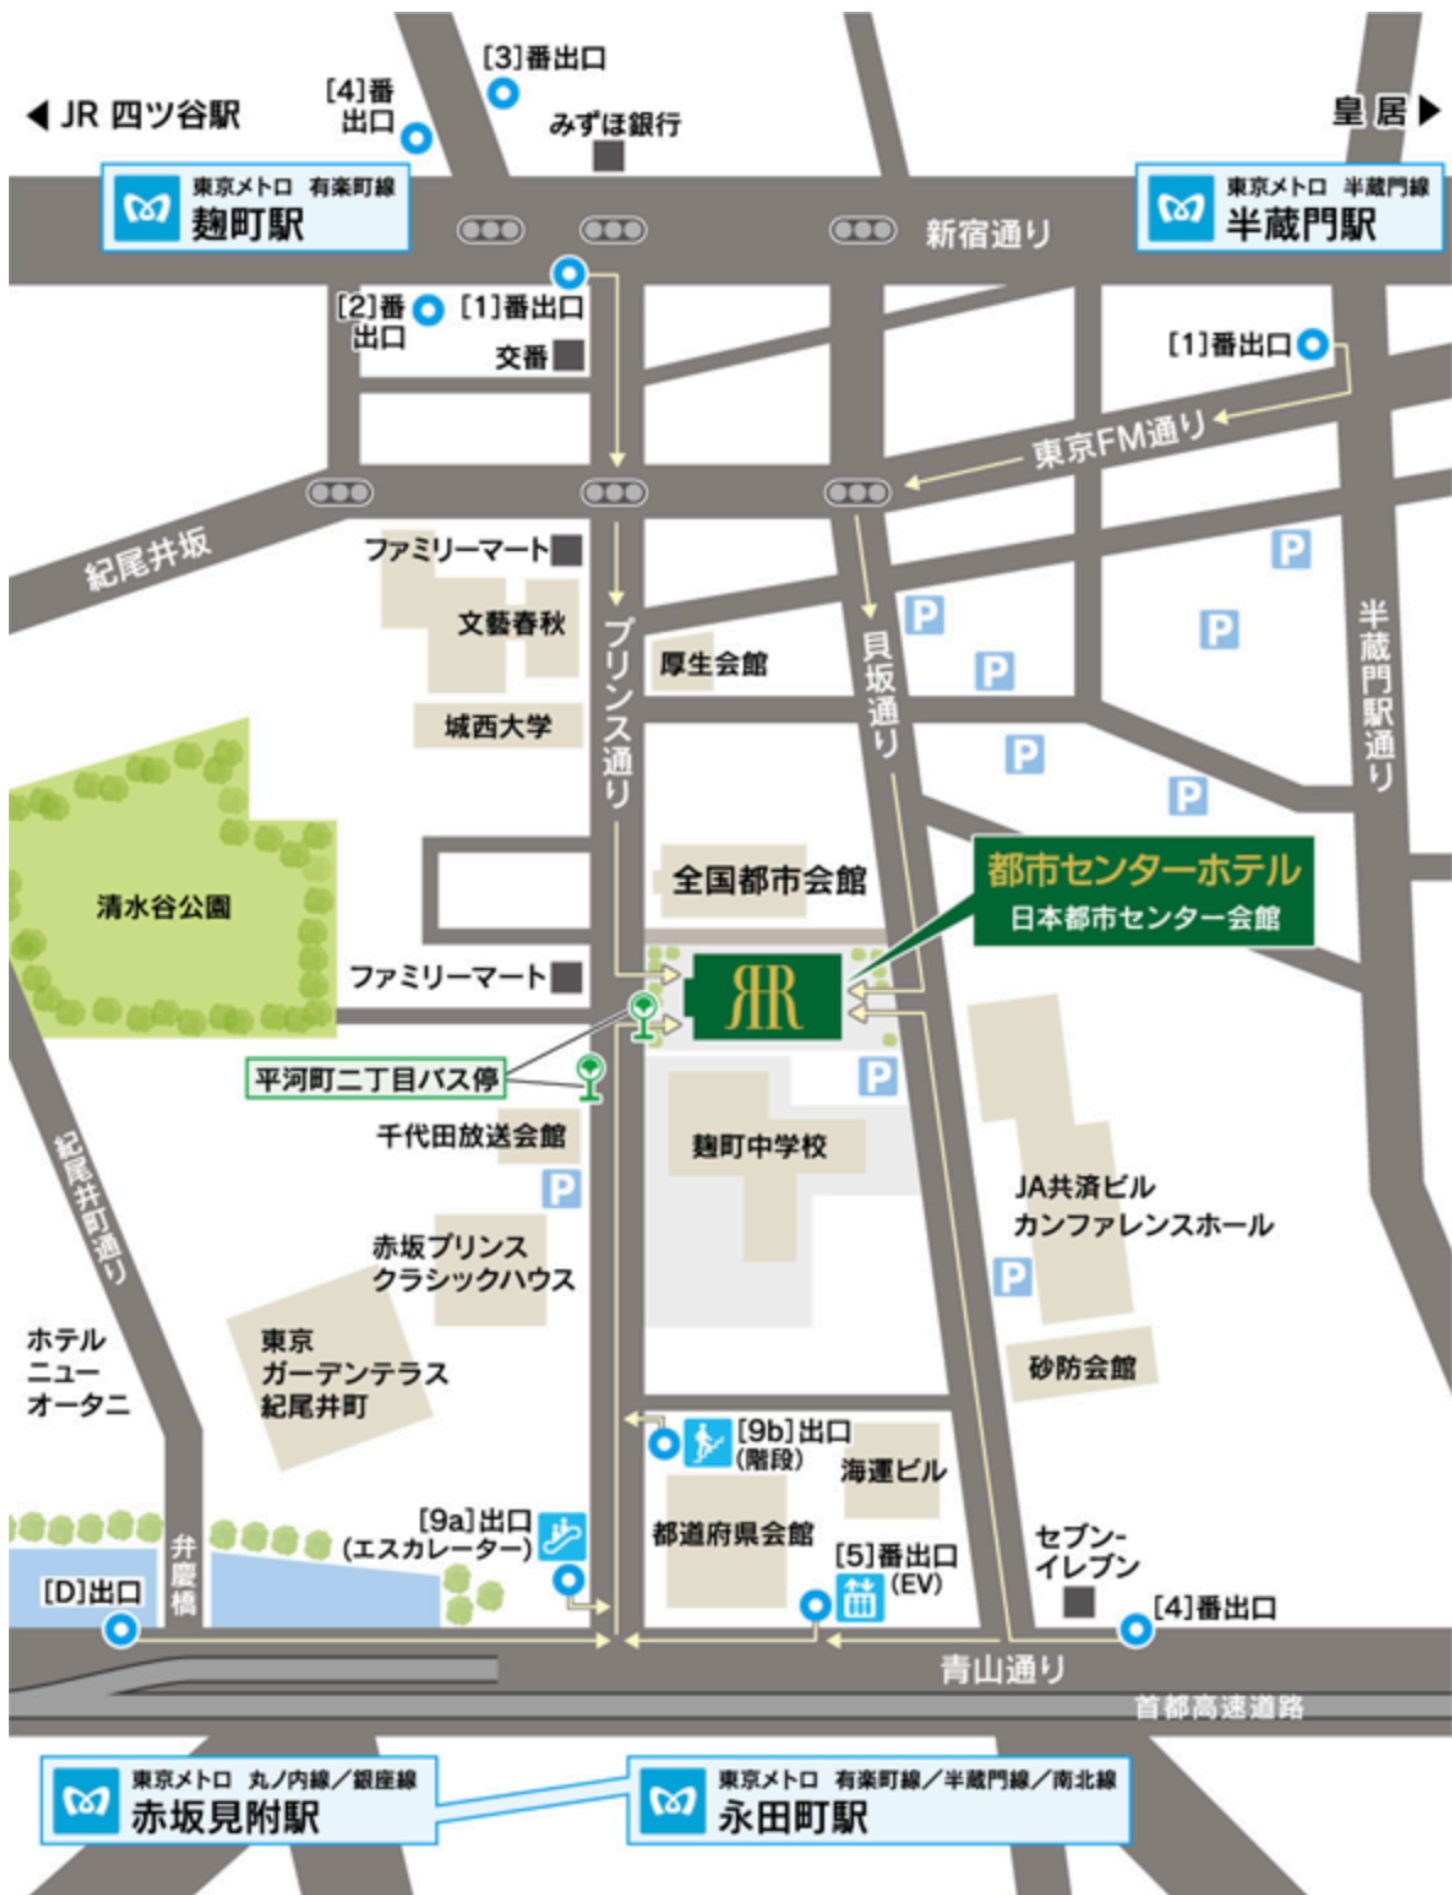 [3]番出口
[4]番
出口
JR 四ツ谷駅
みずほ銀行
皇居
東京メトロ 有楽町線
麹町駅
東京メトロ 半蔵門線
半蔵門駅
新宿通り
[2]番
出口
[1]番出口
交番
[1]番出口
東京FM通り
紀尾井坂
ファミリーマート
文藝春秋
プリンス通り
厚生会館
貝坂通り
半蔵門駅通り
城西大学
P
P
P
P
P
P
清水谷公園
全国都市会館
都市センターホテル
日本都市センター会館
ファミリーマート
平河町二丁目バス停
P
千代田放送会館
P
麹町中学校
紀尾井町通り
JA共済ビル
カンファレンスホール
P
赤坂プリンス
クラシックハウス
ホテル
ニュー
オータニ
東京
ガーデンテラス
紀尾井町
砂防会館
[9b]出口
(階段)
海運ビル
[9a]出口
(エスカレーター)
都道府県会館
[5]番出口
(EV)
セブン-
イレブン
弁慶橋
[D]出口
[4]番出口
青山通り
首都高速道路
東京メトロ 丸ノ内線／銀座線
赤坂見附駅
東京メトロ 有楽町線／半蔵門線／南北線
永田町駅